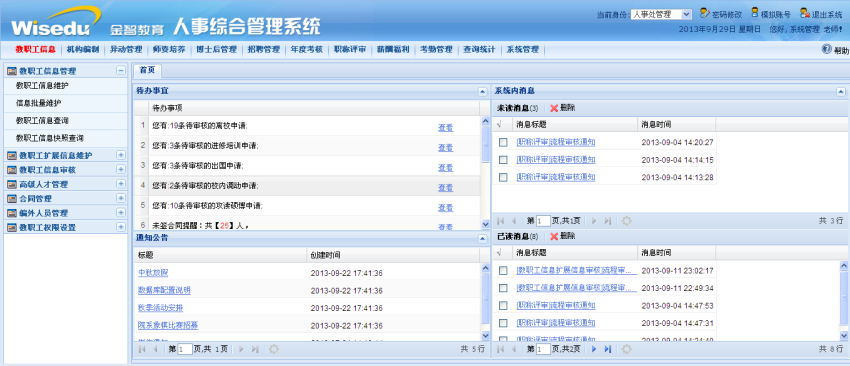 Wisedu 金智教育 人事综合管理系统
当前身份: 人事处管理 密码修改 模拟账号 退出系统
2013年9月29日 星期日 您好, 系统管理 老师!
教职工信息 机构编制 异动管理 师资培养 博士后管理 招聘管理 年度考核 职称评审 薪酬福利 考勤管理 查询统计 系统管理 帮助
教职工信息管理
教职工信息维护
信息批量维护
教职工信息查询
教职工信息快照查询
教职工扩展信息维护
教职工信息审核
高级人才管理
合同管理
编外人员管理
教职工权限设置
首页
待办事宜
待办事项
1 您有:19条待审核的离校申请; 查看
2 您有:3条待审核的进修培训申请; 查看
3 您有:3条待审核的出国申请; 查看
4 您有:2条待审核的校内调动申请; 查看
5 您有:10条待审核的攻读硕博申请; 查看
6 未签合同提醒：共【25】人， 查看
通知公告
标题 创建时间
中秋放假 2013-09-22 17:41:36
数据库配置说明 2013-09-22 17:41:36
秋季活动安排 2013-09-22 17:41:36
院系象棋比赛招募 2013-09-22 17:41:36
第 1 页,共 1页 共 5 行
系统内消息
未读消息(3) 删除
√ 消息标题 消息时间
[职称评审]流程审核通知 2013-09-04 14:20:27
[职称评审]流程审核通知 2013-09-04 14:14:15
[职称评审]流程审核通知 2013-09-04 14:13:28
第 1 页,共1页 共 3 行
已读消息(8) 删除
√ 消息标题 消息时间
[教职工信息扩展信息审核]流程审... 2013-09-11 23:02:17
[教职工信息扩展信息审核]流程审... 2013-09-11 22:49:34
[职称评审]流程审核通知 2013-09-04 14:47:53
[职称评审]流程审核通知 2013-09-04 14:47:31
[职称评审]流程审核通知
第 1 页,共2页 共 8 行